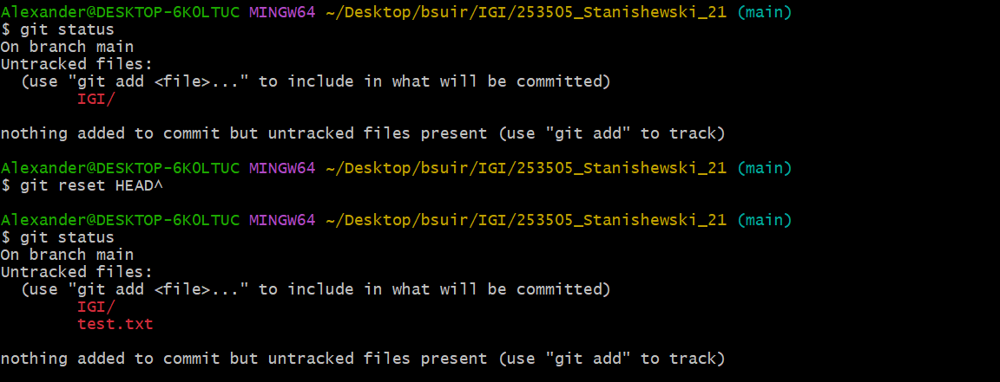 Alexander@DESKTOP-6K0LTUC MINGW64 ~/Desktop/bsuir/IGI/253505_Stanishewski_21 (main)
$ git status
On branch main
Untracked files:
  (use "git add <file>..." to include in what will be committed)
        IGI/

nothing added to commit but untracked files present (use "git add" to track)

Alexander@DESKTOP-6K0LTUC MINGW64 ~/Desktop/bsuir/IGI/253505_Stanishewski_21 (main)
$ git reset HEAD^

Alexander@DESKTOP-6K0LTUC MINGW64 ~/Desktop/bsuir/IGI/253505_Stanishewski_21 (main)
$ git status
On branch main
Untracked files:
  (use "git add <file>..." to include in what will be committed)
        IGI/
        test.txt

nothing added to commit but untracked files present (use "git add" to track)